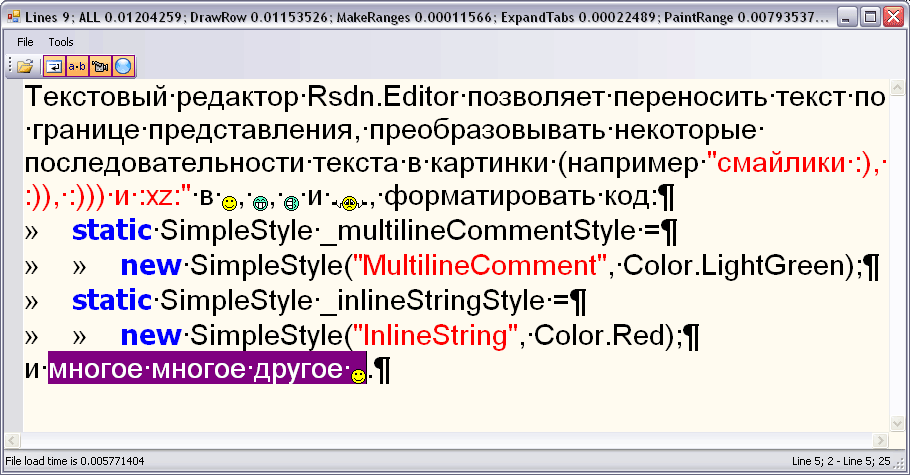 Lines 9; ALL 0.01204259; DrawRow 0.01153526; MakeRanges 0.00011566; ExpandTabs 0.00022489; PaintRange 0.00793537...
File Tools
a·b
Текстовый·редактор·Rsdn.Editor·позволяет·переносить·текст·по
·границе·представления,·преобразовывать·некоторые·
последовательности·текста·в·картинки·(например·"смайлики·:),·
:)),·:)))·и·:xz:"·в·,·,·и·,·форматировать·код:¶
» static·SimpleStyle·_multilineCommentStyle·=¶
» » new·SimpleStyle("MultilineComment",·Color.LightGreen);¶
» static·SimpleStyle·_inlineStringStyle·=¶
» » new·SimpleStyle("InlineString",·Color.Red);¶
и·многое·многое·другое·.¶
File load time is 0.005771404
Line 5; 2 - Line 5; 25